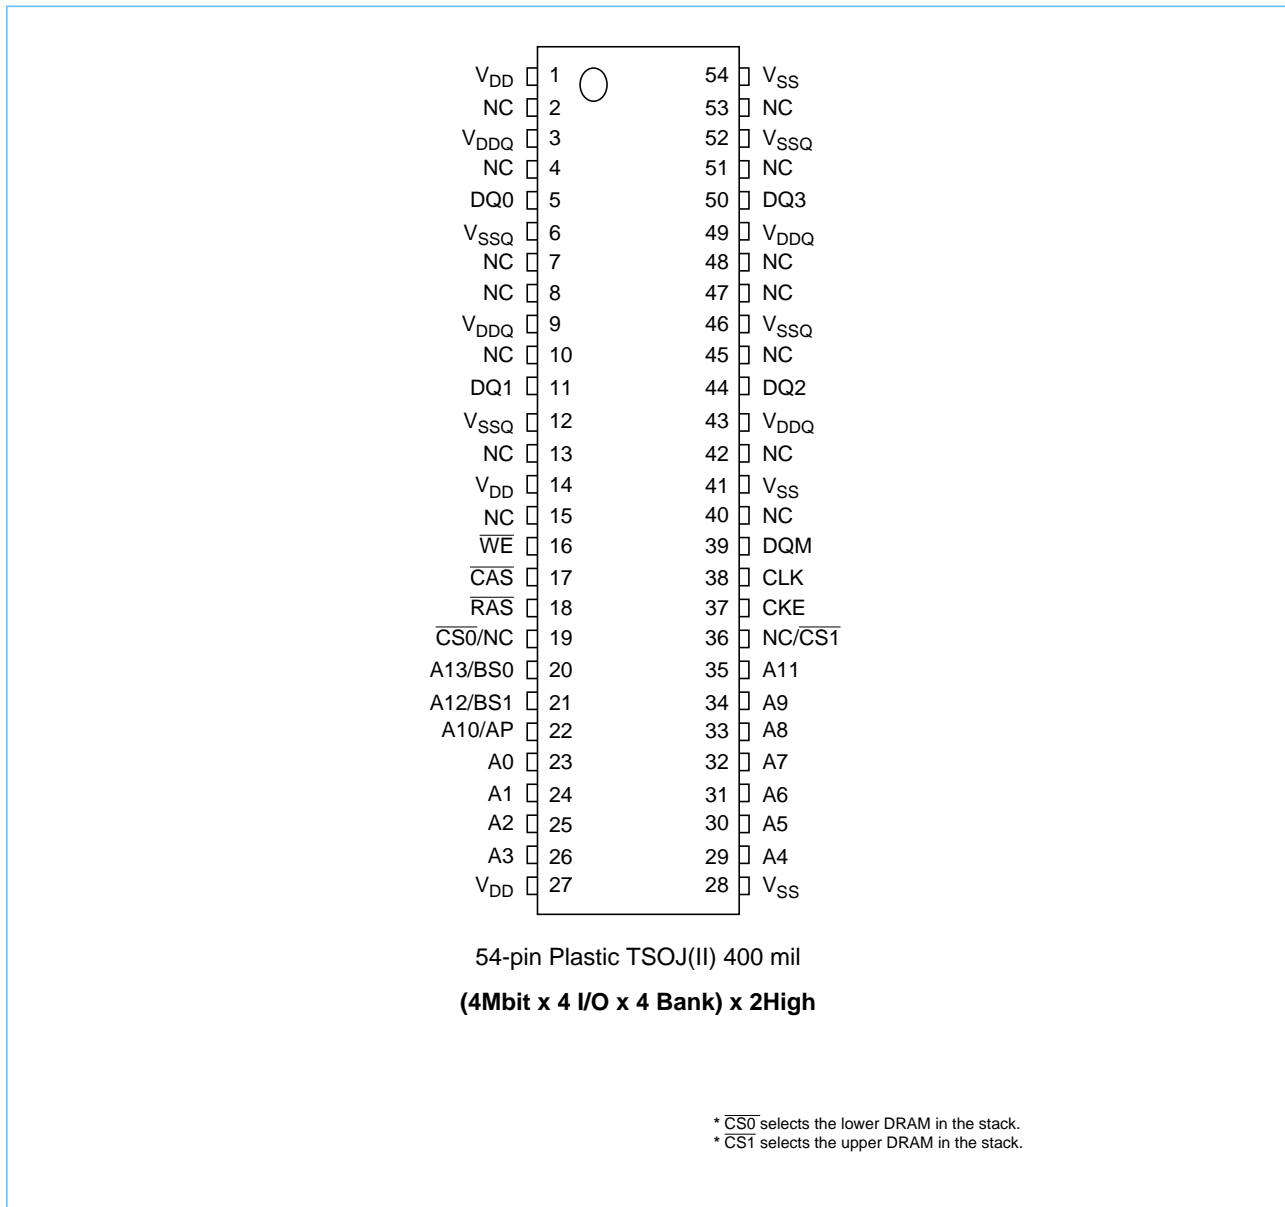 VDD 1 54 VSS
NC 2 53 NC
VDDQ 3 52 VSSQ
NC 4 51 NC
DQ0 5 50 DQ3
VSSQ 6 49 VDDQ
NC 7 48 NC
NC 8 47 NC
VDDQ 9 46 VSSQ
NC 10 45 NC
DQ1 11 44 DQ2
VSSQ 12 43 VDDQ
NC 13 42 NC
VDD 14 41 VSS
NC 15 40 NC
W̅E̅ 16 39 DQM
C̅A̅S̅ 17 38 CLK
R̅A̅S̅ 18 37 CKE
C̅S̅0̅/NC 19 36 NC/C̅S̅1̅
A13/BS0 20 35 A11
A12/BS1 21 34 A9
A10/AP 22 33 A8
A0 23 32 A7
A1 24 31 A6
A2 25 30 A5
A3 26 29 A4
VDD 27 28 VSS
54-pin Plastic TSOJ(II) 400 mil
(4Mbit x 4 I/O x 4 Bank) x 2High
* C̅S̅0̅ selects the lower DRAM in the stack.
* C̅S̅1̅ selects the upper DRAM in the stack.